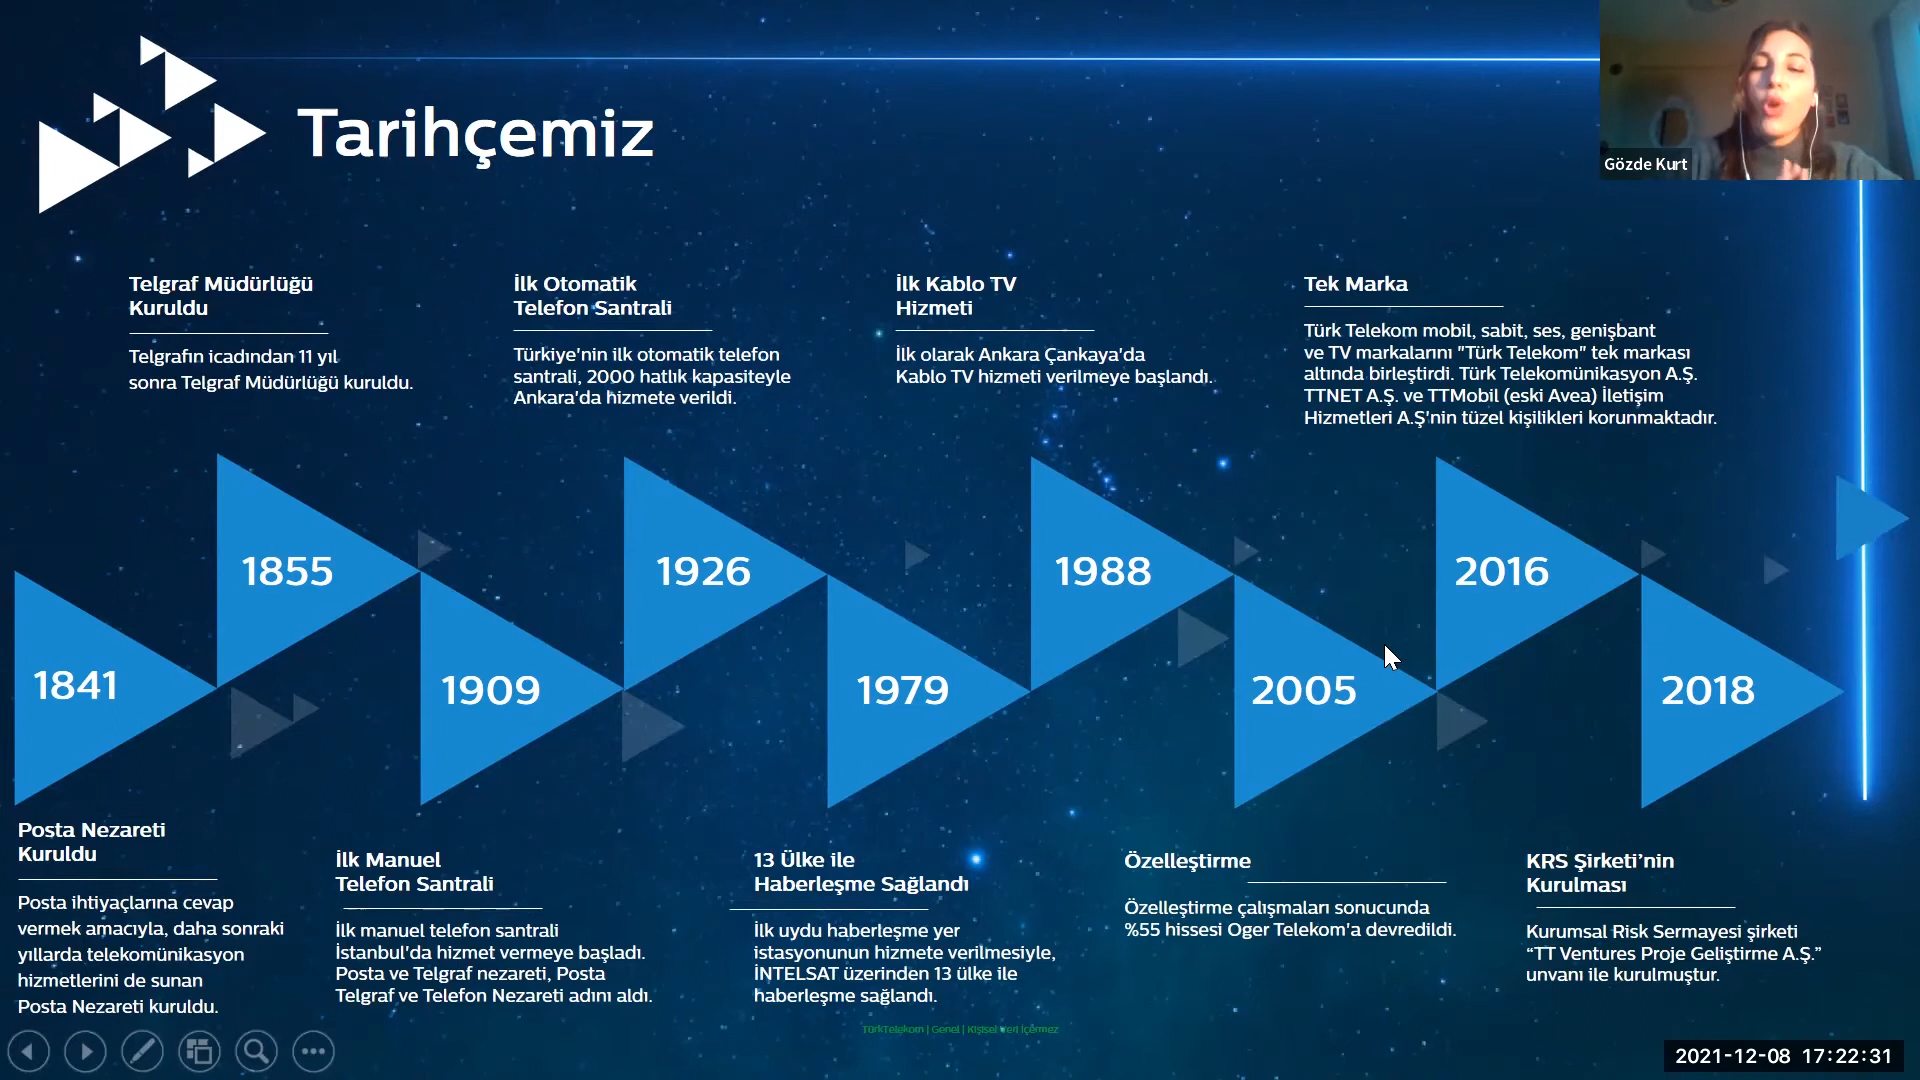 Tarihçemiz
Gözde Kurt
Telgraf Müdürlüğü
Kuruldu
Telgrafın icadından 11 yıl
sonra Telgraf Müdürlüğü kuruldu.
İlk Otomatik
Telefon Santrali
Türkiye'nin ilk otomatik telefon
santrali, 2000 hatlık kapasiteyle
Ankara'da hizmete verildi.
İlk Kablo TV
Hizmeti
İlk olarak Ankara Çankaya'da
Kablo TV hizmeti verilmeye başlandı.
Tek Marka
Türk Telekom mobil, sabit, ses, genişbant
ve TV markalarını "Türk Telekom" tek markası
altında birleştirdi. Türk Telekomünikasyon A.Ş.
TTNET A.Ş. ve TTMobil (eski Avea) İletişim
Hizmetleri A.Ş'nin tüzel kişilikleri korunmaktadır.
1841
1855
1909
1926
1979
1988
2005
2016
2018
Posta Nezareti
Kuruldu
Posta ihtiyaçlarına cevap
vermek amacıyla, daha sonraki
yıllarda telekomünikasyon
hizmetlerini de sunan
Posta Nezareti kuruldu.
İlk Manuel
Telefon Santrali
İlk manuel telefon santrali
İstanbul'da hizmet vermeye başladı.
Posta ve Telgraf nezareti, Posta
Telgraf ve Telefon Nezareti adını aldı.
13 Ülke ile
Haberleşme Sağlandı
İlk uydu haberleşme yer
istasyonunun hizmete verilmesiyle,
İNTELSAT üzerinden 13 ülke ile
haberleşme sağlandı.
Özelleştirme
Özelleştirme çalışmaları sonucunda
%55 hissesi Oger Telekom'a devredildi.
KRS Şirketi'nin
Kurulması
Kurumsal Risk Sermayesi şirketi
“TT Ventures Proje Geliştirme A.Ş.”
unvanı ile kurulmuştur.
TürkTelekom | Genel | Kişisel Veri İçermez
2021-12-08 17:22:31